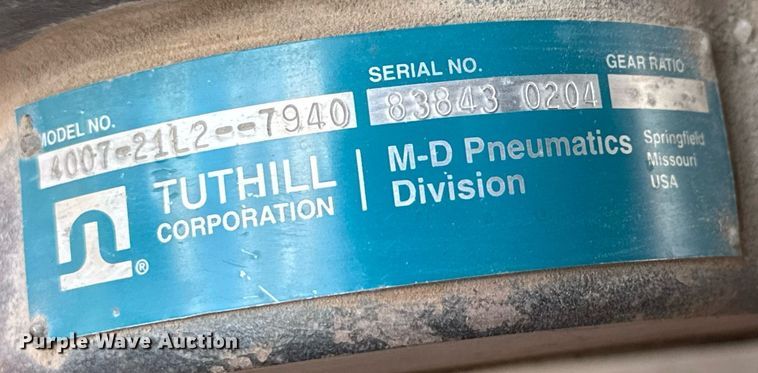 MODEL NO. SERIAL NO. GEAR RATIO
4007-21L2--7940 83843 0204
TUTHILL
CORPORATION
M-D Pneumatics
Division
Springfield
Missouri
USA
®
Purple Wave Auction